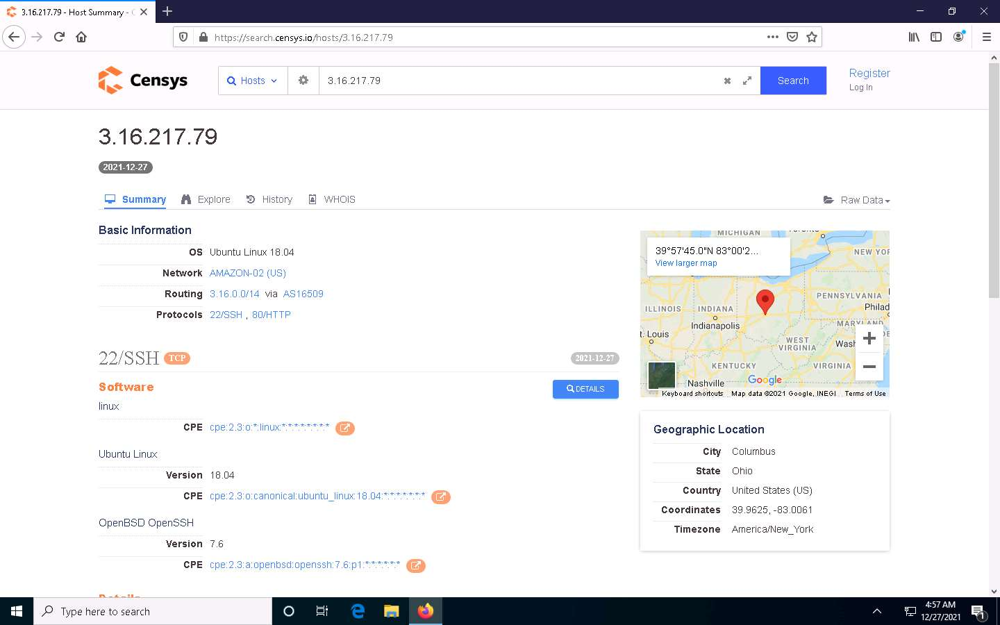 3.16.217.79 - Host Summary -
https://search.censys.io/hosts/3.16.217.79
Censys
Hosts
3.16.217.79
Search
Register
Log In
3.16.217.79
2021-12-27
Summary
Explore
History
WHOIS
Raw Data
Basic Information
OS Ubuntu Linux 18.04
Network AMAZON-02 (US)
Routing 3.16.0.0/14 via AS16509
Protocols 22/SSH , 80/HTTP
22/SSH TCP 2021-12-27
Software
DETAILS
linux
CPE cpe:2.3:o:*:linux:*:*:*:*:*:*:*:*
Ubuntu Linux
Version 18.04
CPE cpe:2.3:o:canonical:ubuntu_linux:18.04:*:*:*:*:*:*:*
OpenBSD OpenSSH
Version 7.6
CPE cpe:2.3:a:openbsd:openssh:7.6:p1:*:*:*:*:*:*
Details
MICHIGAN
Toronto
39°57'45.0"N 83°00'2...
View larger map
NEW YOR
PENNSYLVANIA
ILLINOIS
INDIANA
Philad
Indianapolis
MARYLAND
t. Louis
WEST VIRGINIA
Wash
DE
KENTUCKY
VIRGINIA
Nashville
Google
Keyboard shortcuts
Map data ©2021 Google, INEGI
Terms of Use
Geographic Location
City Columbus
State Ohio
Country United States (US)
Coordinates 39.9625, -83.0061
Timezone America/New_York
Type here to search
4:57 AM
12/27/2021
1